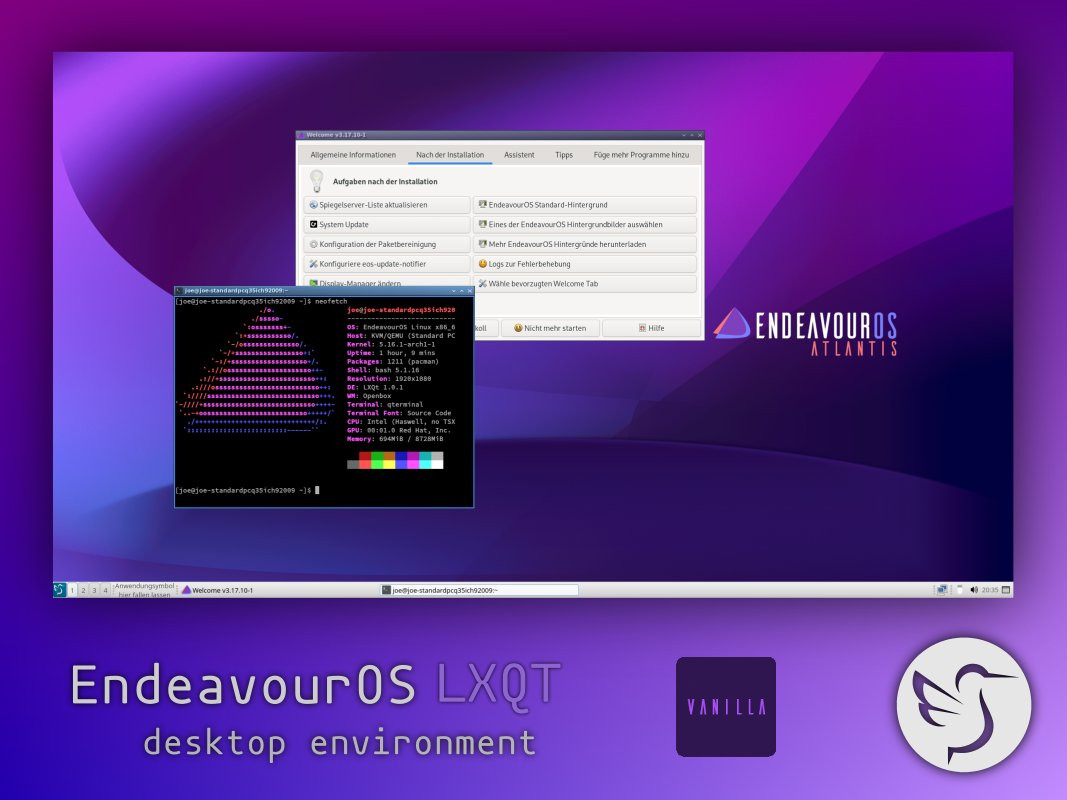 Welcome v3.17.10-1
Allgemeine Informationen Nach der Installation Assistent Tipps Füge mehr Programme hinzu
Aufgaben nach der Installation
Spiegelserver-Liste aktualisieren EndeavourOS Standard-Hintergrund
System Update Eines der EndeavourOS Hintergrundbilder auswählen
Konfiguration der Paketbereinigung Mehr EndeavourOS Hintergründe herunterladen
Konfiguriere eos-update-notifier Logs zur Fehlerbehebung
Display-Manager ändern Wähle bevorzugten Welcome Tab
koll Nicht mehr starten Hilfe
joe@joe-standardpcq35ich92009:~
[joe@joe-standardpcq35ich92009 ~]$ neofetch
joe@joe-standardpcq35ich920
---------------------------
OS: EndeavourOS Linux x86_6
Host: KVM/QEMU (Standard PC
Kernel: 5.16.1-arch1-1
Uptime: 1 hour, 9 mins
Packages: 1211 (pacman)
Shell: bash 5.1.16
Resolution: 1920x1080
DE: LXQt 1.0.1
WM: Openbox
Terminal: qterminal
Terminal Font: Source Code
CPU: Intel (Haswell, no TSX
GPU: 00:01.0 Red Hat, Inc.
Memory: 694MiB / 8728MiB
[joe@joe-standardpcq35ich92009 ~]$
ENDEAVOUROS
ATLANTIS
1 2 3 4 Anwendungsymbol
hier fallen lassen
Welcome v3.17.10-1 joe@joe-standardpcq35ich92009:~ 20:35
EndeavourOS LXQT
desktop environment
VANILLA